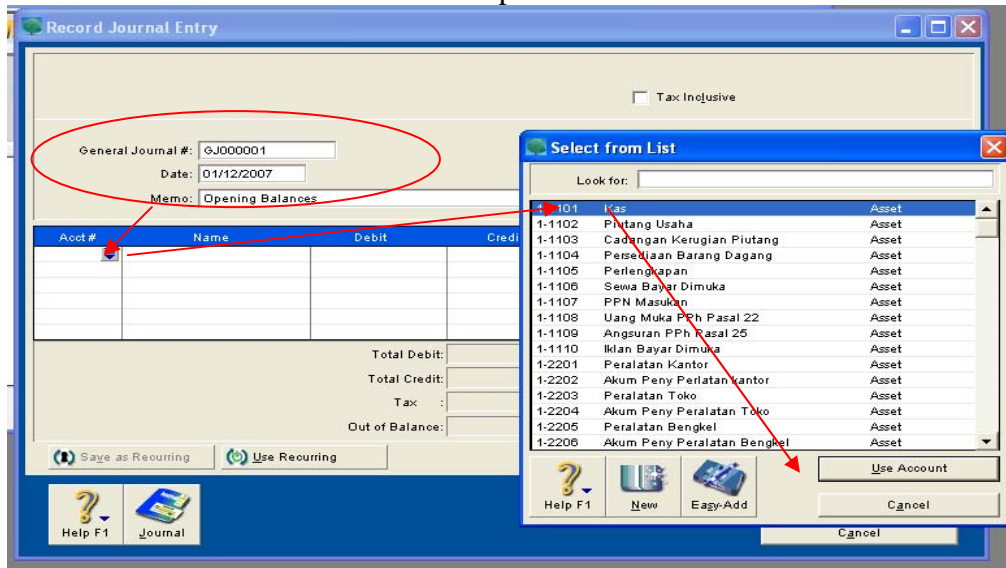 Record Journal Entry
Tax Inclusive
General Journal #: GJ000001
Date: 01/12/2007
Memo: Opening Balances
Acct # Name Debit Credi
Total Debit:
Total Credit:
Tax :
Out of Balance:
Save as Recurring Use Recurring
Help F1 Journal
Cancel
Select from List
Look for:
1-1101 Kas Asset
1-1102 Piutang Usaha Asset
1-1103 Cadangan Kerugian Piutang Asset
1-1104 Persediaan Barang Dagang Asset
1-1105 Perlengkapan Asset
1-1106 Sewa Bayar Dimuka Asset
1-1107 PPN Masukan Asset
1-1108 Uang Muka PPh Pasal 22 Asset
1-1109 Angsuran PPh Pasal 25 Asset
1-1110 Iklan Bayar Dimuka Asset
1-2201 Peralatan Kantor Asset
1-2202 Akum Peny Perlatan kantor Asset
1-2203 Peralatan Toko Asset
1-2204 Akum Peny Peralatan Toko Asset
1-2205 Peralatan Bengkel Asset
1-2206 Akum Peny Peralatan Bengkel Asset
Use Account
Help F1 New Easy-Add Cancel